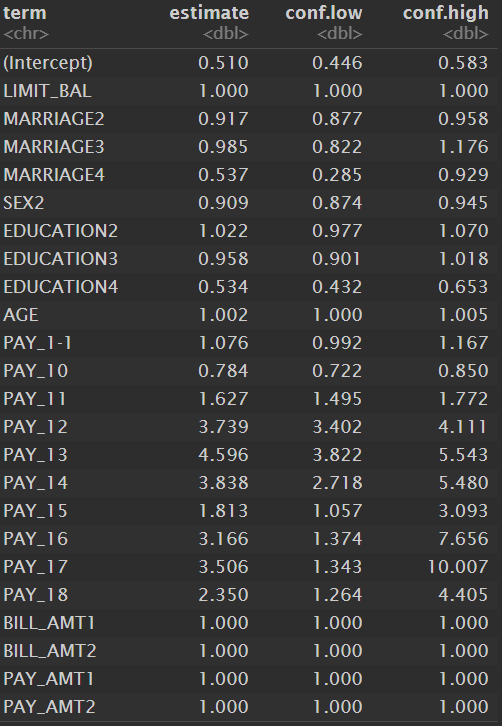 term estimate conf.low conf.high
<chr> <dbl> <dbl> <dbl>
(Intercept) 0.510 0.446 0.583
LIMIT_BAL 1.000 1.000 1.000
MARRIAGE2 0.917 0.877 0.958
MARRIAGE3 0.985 0.822 1.176
MARRIAGE4 0.537 0.285 0.929
SEX2 0.909 0.874 0.945
EDUCATION2 1.022 0.977 1.070
EDUCATION3 0.958 0.901 1.018
EDUCATION4 0.534 0.432 0.653
AGE 1.002 1.000 1.005
PAY_1-1 1.076 0.992 1.167
PAY_10 0.784 0.722 0.850
PAY_11 1.627 1.495 1.772
PAY_12 3.739 3.402 4.111
PAY_13 4.596 3.822 5.543
PAY_14 3.838 2.718 5.480
PAY_15 1.813 1.057 3.093
PAY_16 3.166 1.374 7.656
PAY_17 3.506 1.343 10.007
PAY_18 2.350 1.264 4.405
BILL_AMT1 1.000 1.000 1.000
BILL_AMT2 1.000 1.000 1.000
PAY_AMT1 1.000 1.000 1.000
PAY_AMT2 1.000 1.000 1.000